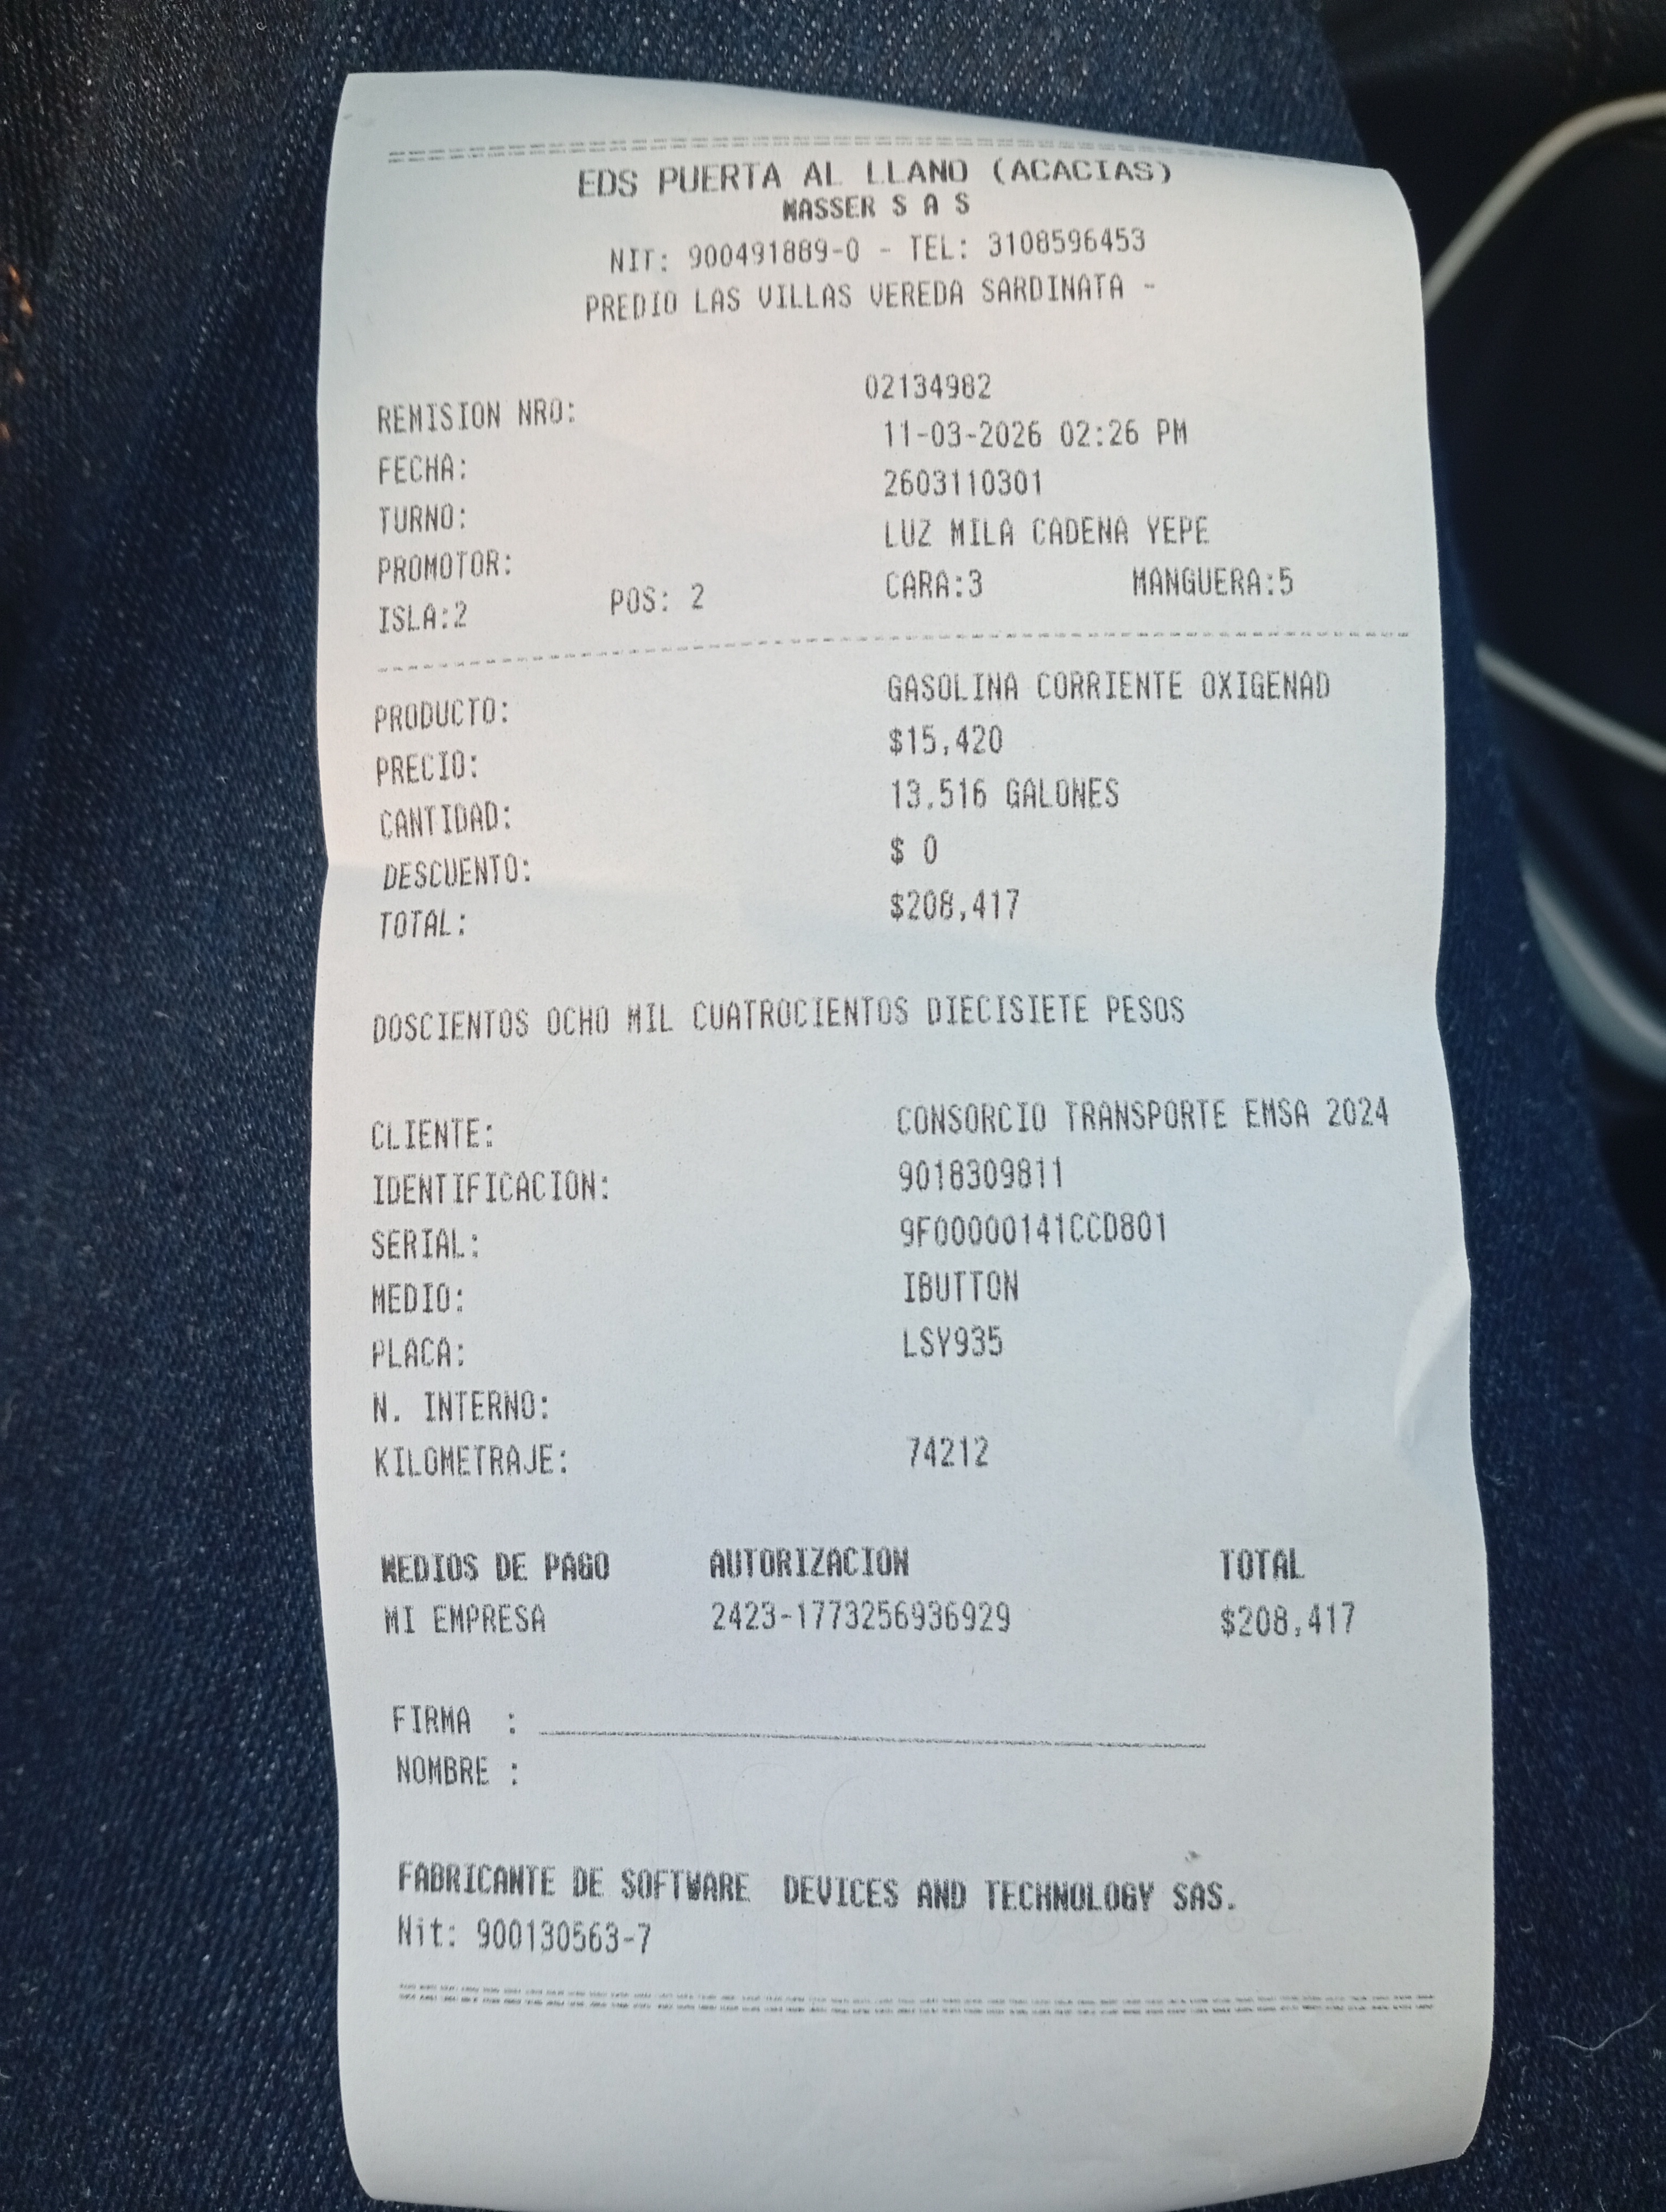 EDS PUERTA AL LLANO (ACACIAS)
MASSER S A S
NIT: 900491889-0 - TEL: 3108596453
PREDIO LAS VILLAS VEREDA SARDINATA -
REMISION NRO: 02134982
FECHA: 11-03-2026 02:26 PM
TURNO: 2603110301
PROMOTOR: LUZ MILA CADENA YEPE
ISLA:2 POS: 2 CARA:3 MANGUERA:5
PRODUCTO: GASOLINA CORRIENTE OXIGENAD
PRECIO: $15,420
CANTIDAD: 13.516 GALONES
DESCUENTO: $ 0
TOTAL: $208,417
DOSCIENTOS OCHO MIL CUATROCIENTOS DIECISIETE PESOS
CLIENTE: CONSORCIO TRANSPORTE EMSA 2024
IDENTIFICACION: 9018309811
SERIAL: 9F00000141CCD801
MEDIO: IBUTTON
PLACA: LSY935
N. INTERNO:
KILOMETRAJE: 74212
MEDIOS DE PAGO AUTORIZACION TOTAL
MI EMPRESA 2423-1773256936929 $208,417
FIRMA :
NOMBRE :
FABRICANTE DE SOFTWARE DEVICES AND TECHNOLOGY SAS.
Nit: 900130563-7